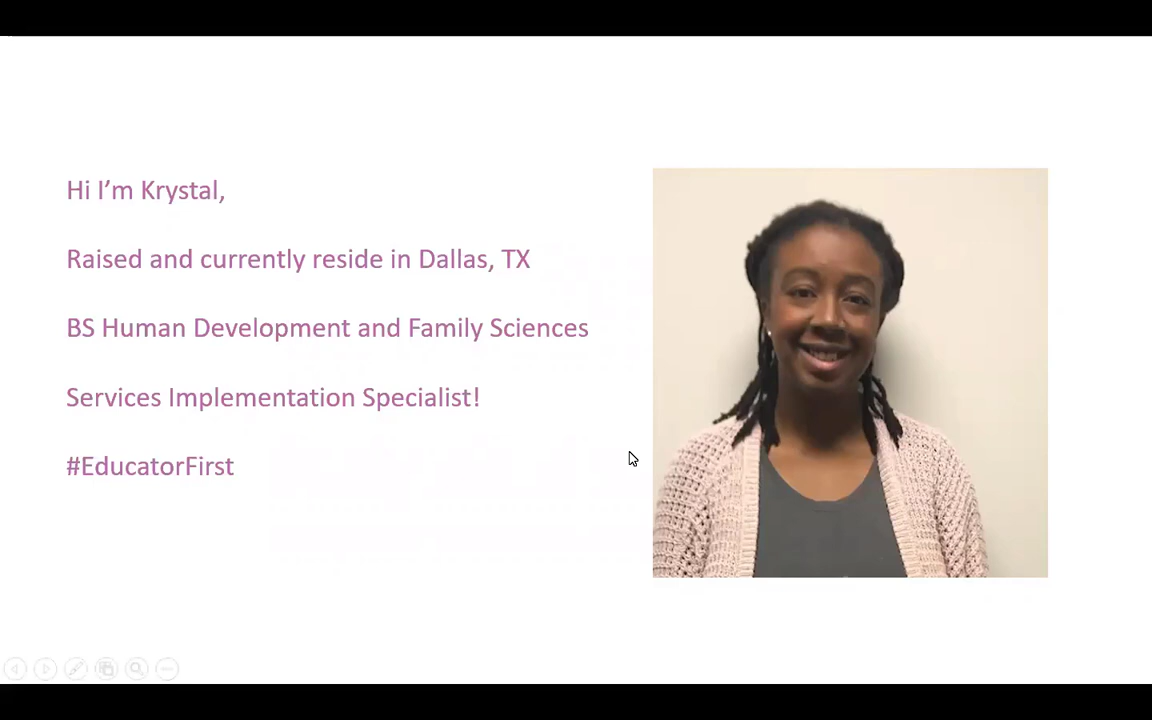 Hi I’m Krystal,
Raised and currently reside in Dallas, TX
BS Human Development and Family Sciences
Services Implementation Specialist!
#EducatorFirst